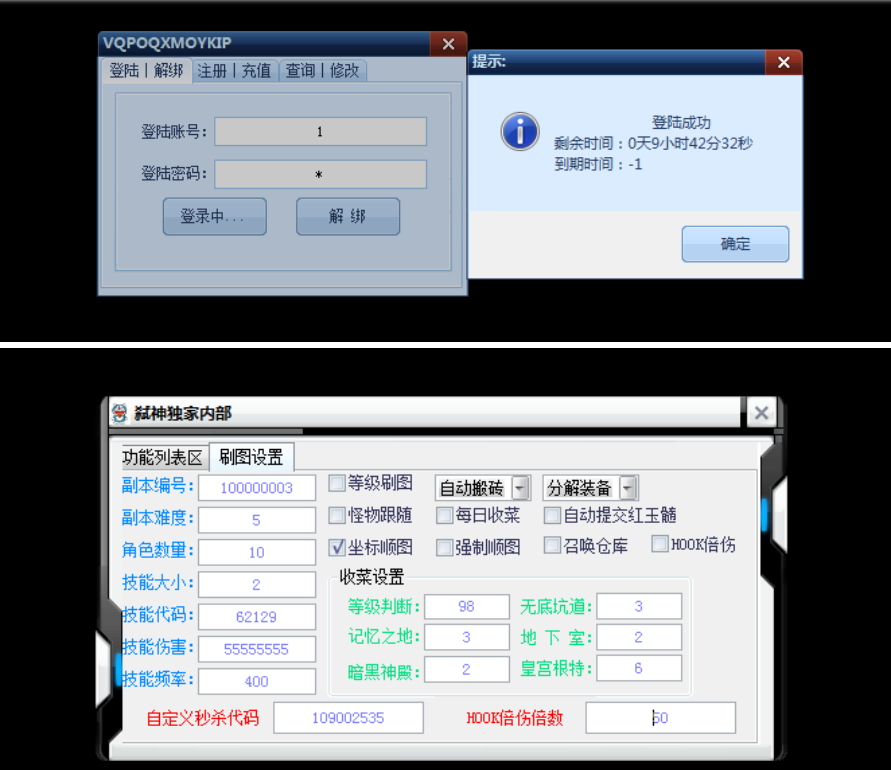 VQPOQXMOYKIP
登陆丨解绑 注册丨充值 查询丨修改
登陆账号: 1
登陆密码: *
登录中... 解 绑
提示:
登陆成功
剩余时间:0天9小时42分32秒
到期时间:-1
确定
弑神独家内部
功能列表区 刷图设置
副本编号: 100000003 等级刷图 自动搬砖 分解装备
副本难度: 5 怪物跟随 每日收菜 自动提交红玉髓
角色数量: 10 坐标顺图 强制顺图 召唤仓库 HOOK倍伤
技能大小: 2 收菜设置
技能代码: 62129 等级判断: 98 无底坑道: 3
技能伤害: 55555555 记忆之地: 3 地 下 室: 2
技能频率: 400 暗黑神殿: 2 皇宫根特: 6
自定义秒杀代码 109002535 HOOK倍伤倍数 50